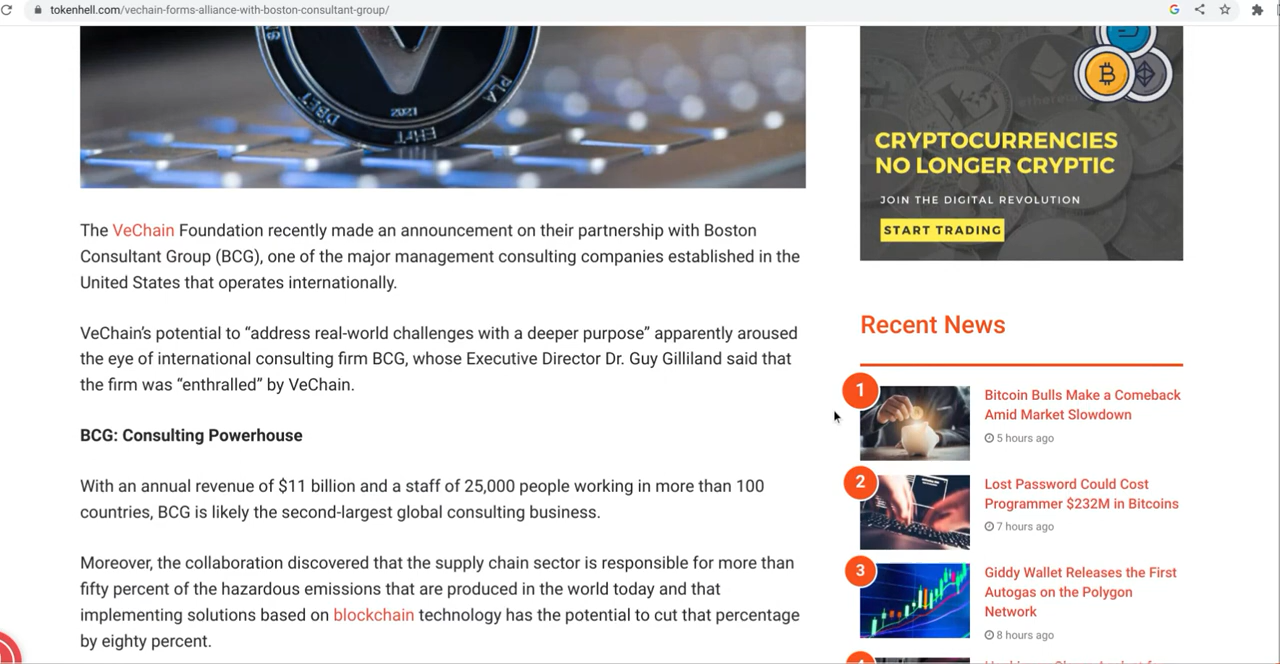 tokenhell.com/vechain-forms-alliance-with-boston-consultant-group/
2021
PLA
CRYPTOCURRENCIES
NO LONGER CRYPTIC
JOIN THE DIGITAL REVOLUTION
START TRADING
The VeChain Foundation recently made an announcement on their partnership with Boston
Consultant Group (BCG), one of the major management consulting companies established in the
United States that operates internationally.
VeChain’s potential to “address real-world challenges with a deeper purpose” apparently aroused
the eye of international consulting firm BCG, whose Executive Director Dr. Guy Gilliland said that
the firm was “enthralled” by VeChain.
BCG: Consulting Powerhouse
With an annual revenue of $11 billion and a staff of 25,000 people working in more than 100
countries, BCG is likely the second-largest global consulting business.
Moreover, the collaboration discovered that the supply chain sector is responsible for more than
fifty percent of the hazardous emissions that are produced in the world today and that
implementing solutions based on blockchain technology has the potential to cut that percentage
by eighty percent.
Recent News
1
Bitcoin Bulls Make a Comeback
Amid Market Slowdown
5 hours ago
2
Lost Password Could Cost
Programmer $232M in Bitcoins
7 hours ago
3
Giddy Wallet Releases the First
Autogas on the Polygon
Network
8 hours ago